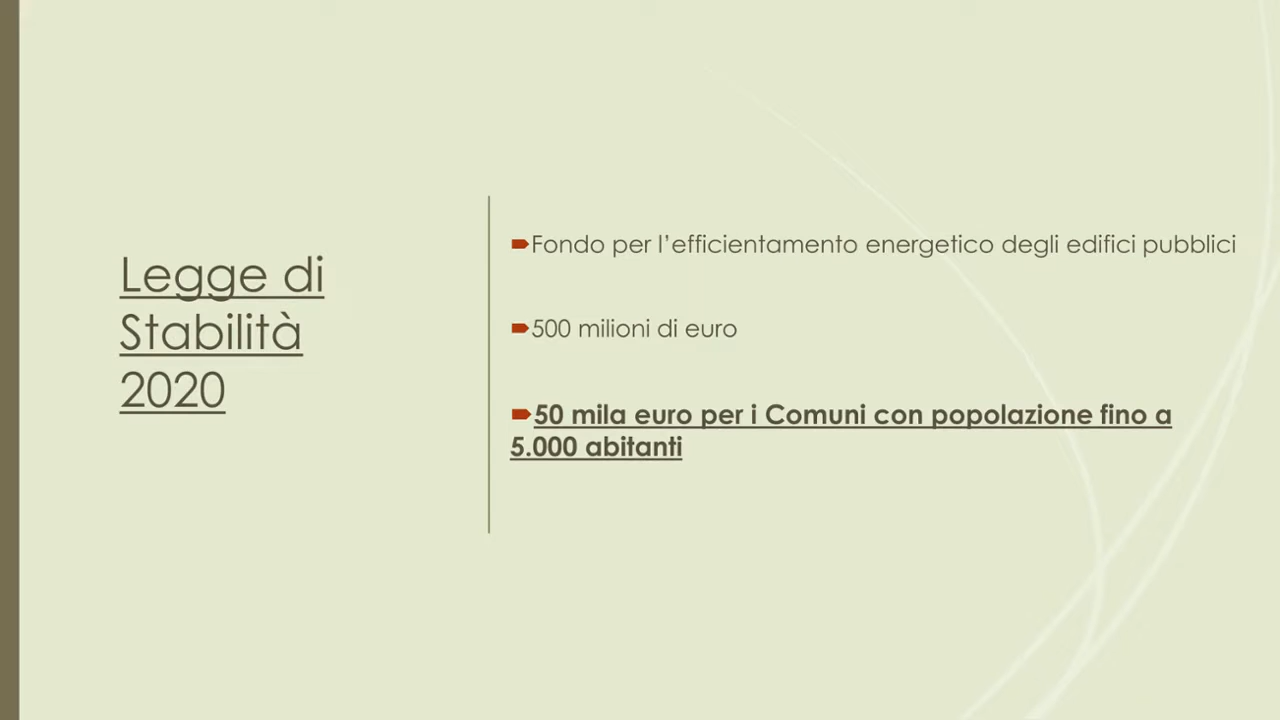 Legge di
Stabilità
2020
Fondo per l’efficientamento energetico degli edifici pubblici
500 milioni di euro
50 mila euro per i Comuni con popolazione fino a
5.000 abitanti